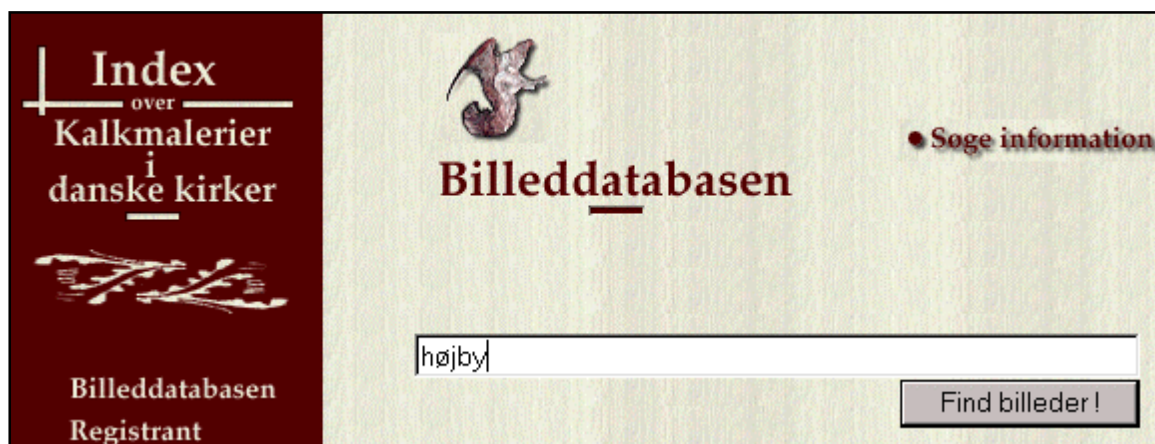 Index
over
Kalkmalerier
i
danske kirker
Billeddatabasen
Registrant
Billeddatabasen
Søge information
højby
Find billeder !